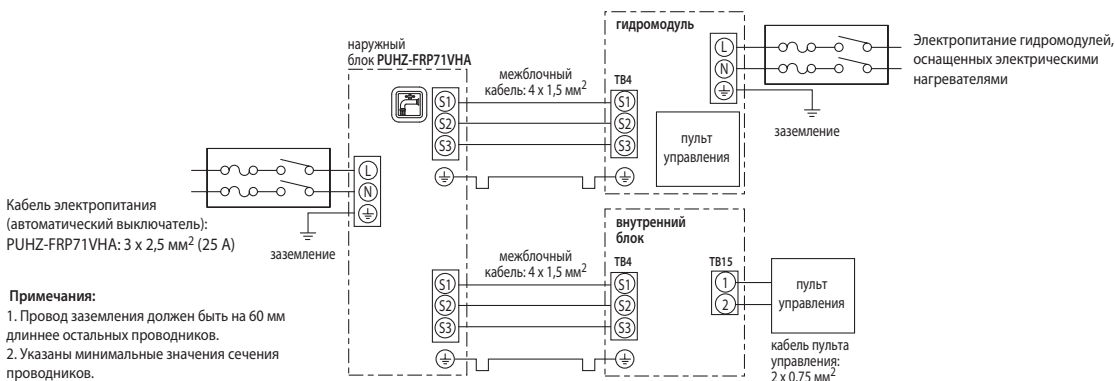 наружный
блок PUHZ-FRP71VHA
S1
S2
S3
L
N
Кабель электропитания
(автоматический выключатель):
PUHZ-FRP71VHA: 3 x 2,5 мм² (25 А)
заземление
межблочный
кабель: 4 x 1,5 мм²
гидромодуль
TB4
S1
S2
S3
L
N
пульт
управления
заземление
Электропитание гидромодулей,
оснащенных электрическими
нагревателями
S1
S2
S3
межблочный
кабель: 4 x 1,5 мм²
внутренний
блок
TB4
S1
S2
S3
TB15
1
2
пульт
управления
кабель пульта
управления:
2 x 0,75 мм²
Примечания:
1. Провод заземления должен быть на 60 мм
длиннее остальных проводников.
2. Указаны минимальные значения сечения
проводников.